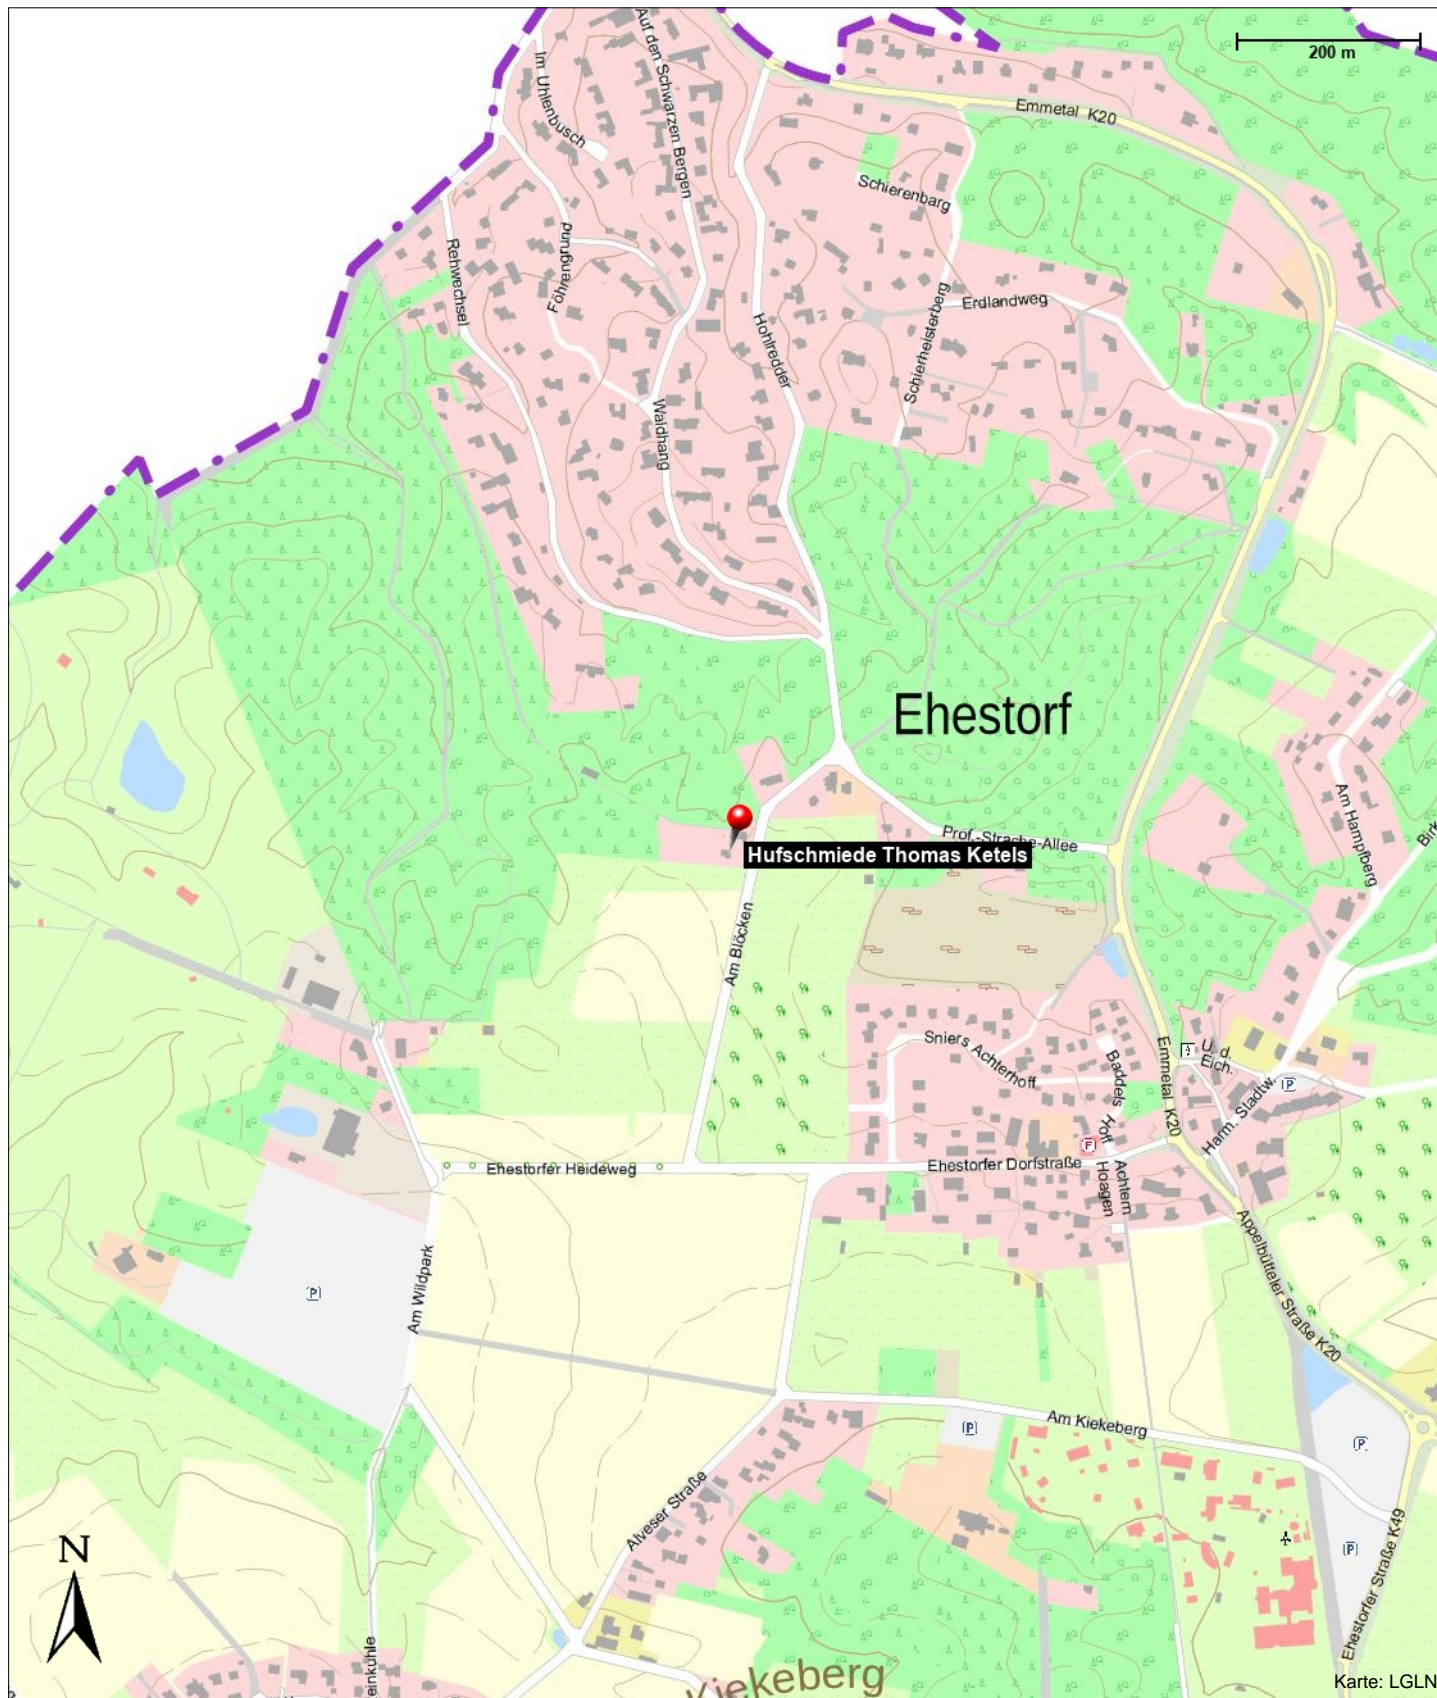 200 m
Auf den Schwarzen Bergen
Im Uhlenbusch
Emmetal K20
Schierenbarg
Rehwechsel
Föhrengrund
Hohlredder
Schierheisterberg
Erdlandweg
Waldhang
Ehestorf
Am Hampfberg
Hufschmiede Thomas Ketels
Prof.-Strache-Allee
Am Blöcken
Sniers Achterhoff
Baddels Hoff
Emmetal K20
U. d.
Eich.
P
Harm. Stadtw.
F
Ehestorfer Heideweg
Ehestorfer Dorfstraße
Achtern
Hoagen
Appelbütteler Straße K20
Am Wildpark
P
P
Am Kiekeberg
P
Alveser Straße
P
Ehestorfer Straße K49
N
Kiekeberg
Karte: LGLN